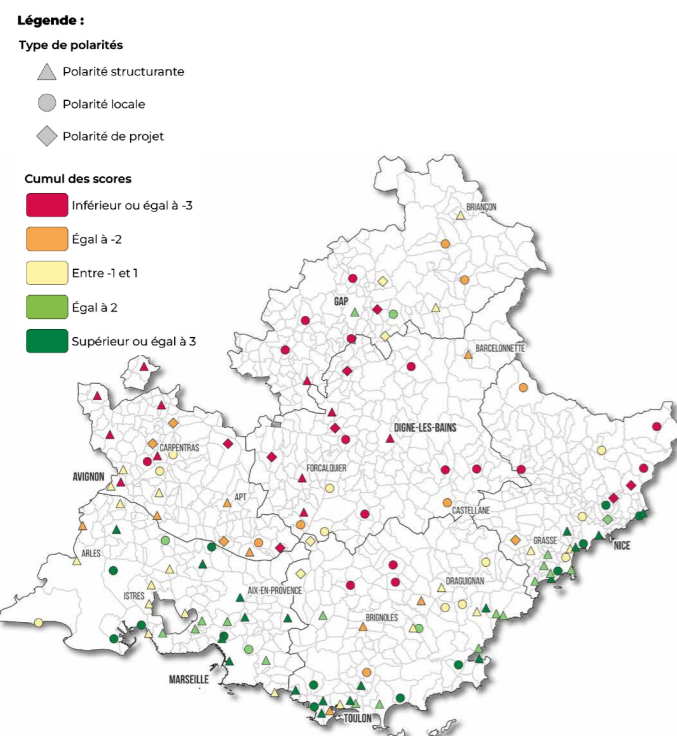 Légende :
Type de polarités
Polarité structurante
Polarité locale
Polarité de projet
Cumul des scores
Inférieur ou égal à -3
Égal à -2
Entre -1 et 1
Égal à 2
Supérieur ou égal à 3
BRIANÇON
GAP
BARCELONNETTE
DIGNE-LES-BAINS
CARPENTRAS
FORCALQUIER
AVIGNON
APT
CASTELLANE
GRASSE
NICE
ARLES
ISTRES
AIX-EN-PROVENCE
DRAGUIGNAN
BRIGNOLES
MARSEILLE
TOULON